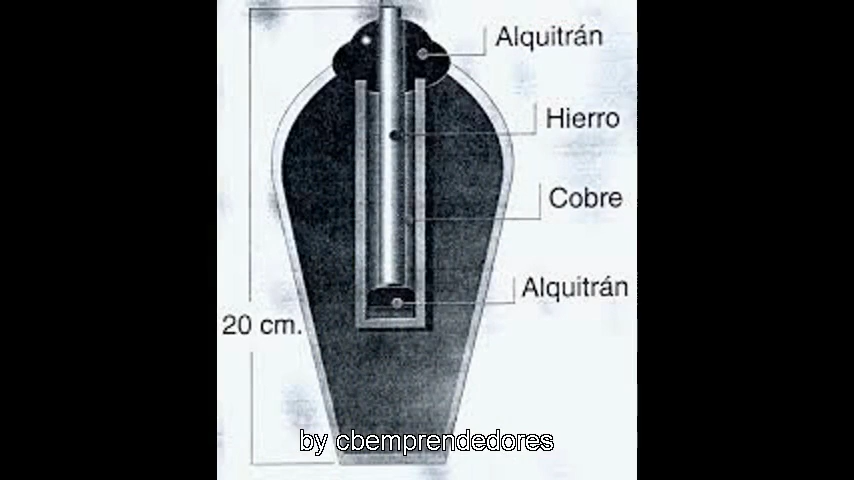 Alquitrán
Hierro
Cobre
Alquitrán
20 cm.
by cbemprendedores